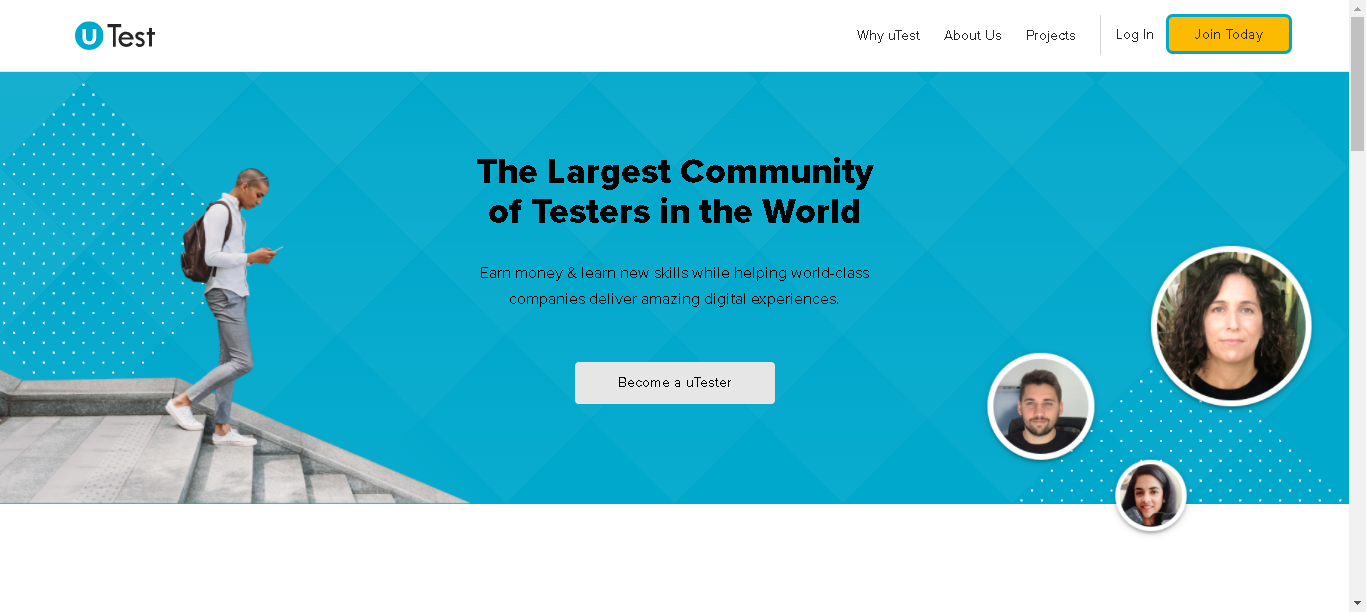 uTest
Why uTest
About Us
Projects
Log In
Join Today
The Largest Community
of Testers in the World
Earn money & learn new skills while helping world-class
companies deliver amazing digital experiences.
Become a uTester